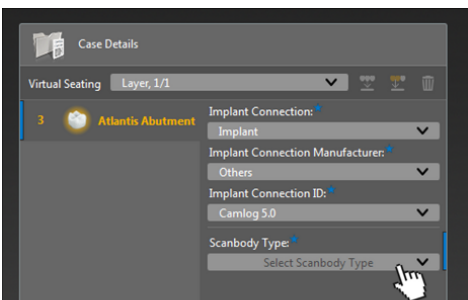 Case Details
Virtual Seating Layer, 1/1
3 Atlantis Abutment
Implant Connection:*
Implant
Implant Connection Manufacturer:*
Others
Implant Connection ID:*
Camlog 5.0
Scanbody Type:*
Select Scanbody Type